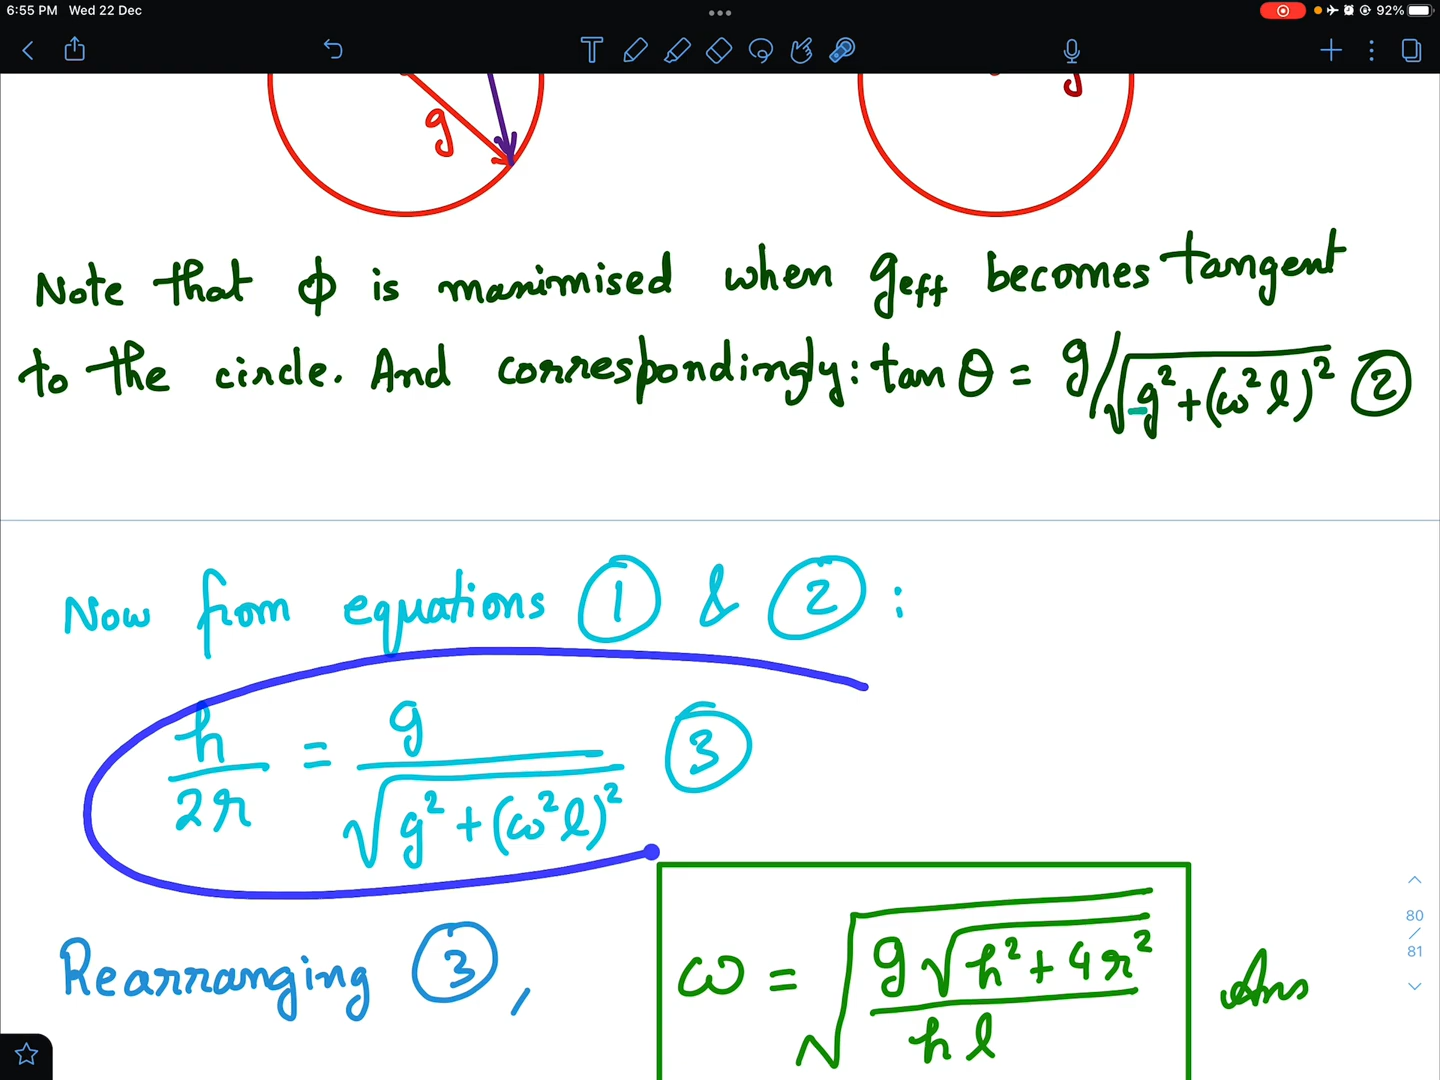 6:55 PM Wed 22 Dec
92%
g
g
Note that ϕ is maximised when g_eff becomes tangent
to the circle. And correspondingly: tan θ = g/√(-g² + (ω²l)²) ②
Now from equations ① & ② :
h/2r = g/√(g² + (ω²l)²) ③
Rearranging ③,
ω = √(g√(h² + 4r²)/hl) Ans
80
/
81